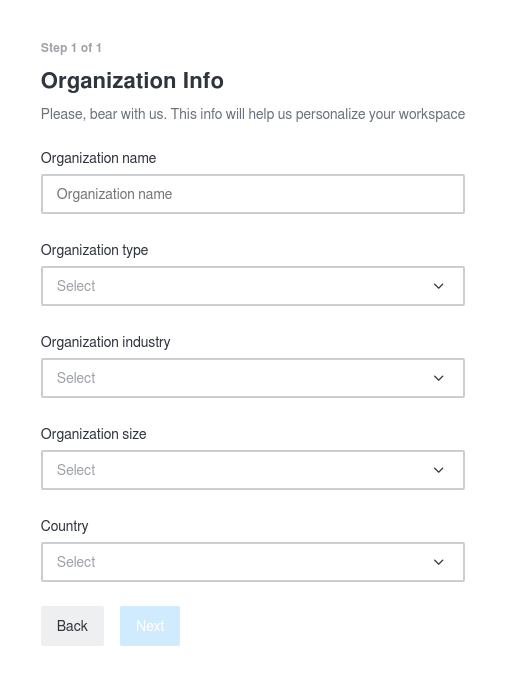 Step 1 of 1
Organization Info
Please, bear with us. This info will help us personalize your workspace
Organization name
Organization name
Organization type
Select
Organization industry
Select
Organization size
Select
Country
Select
Back Next